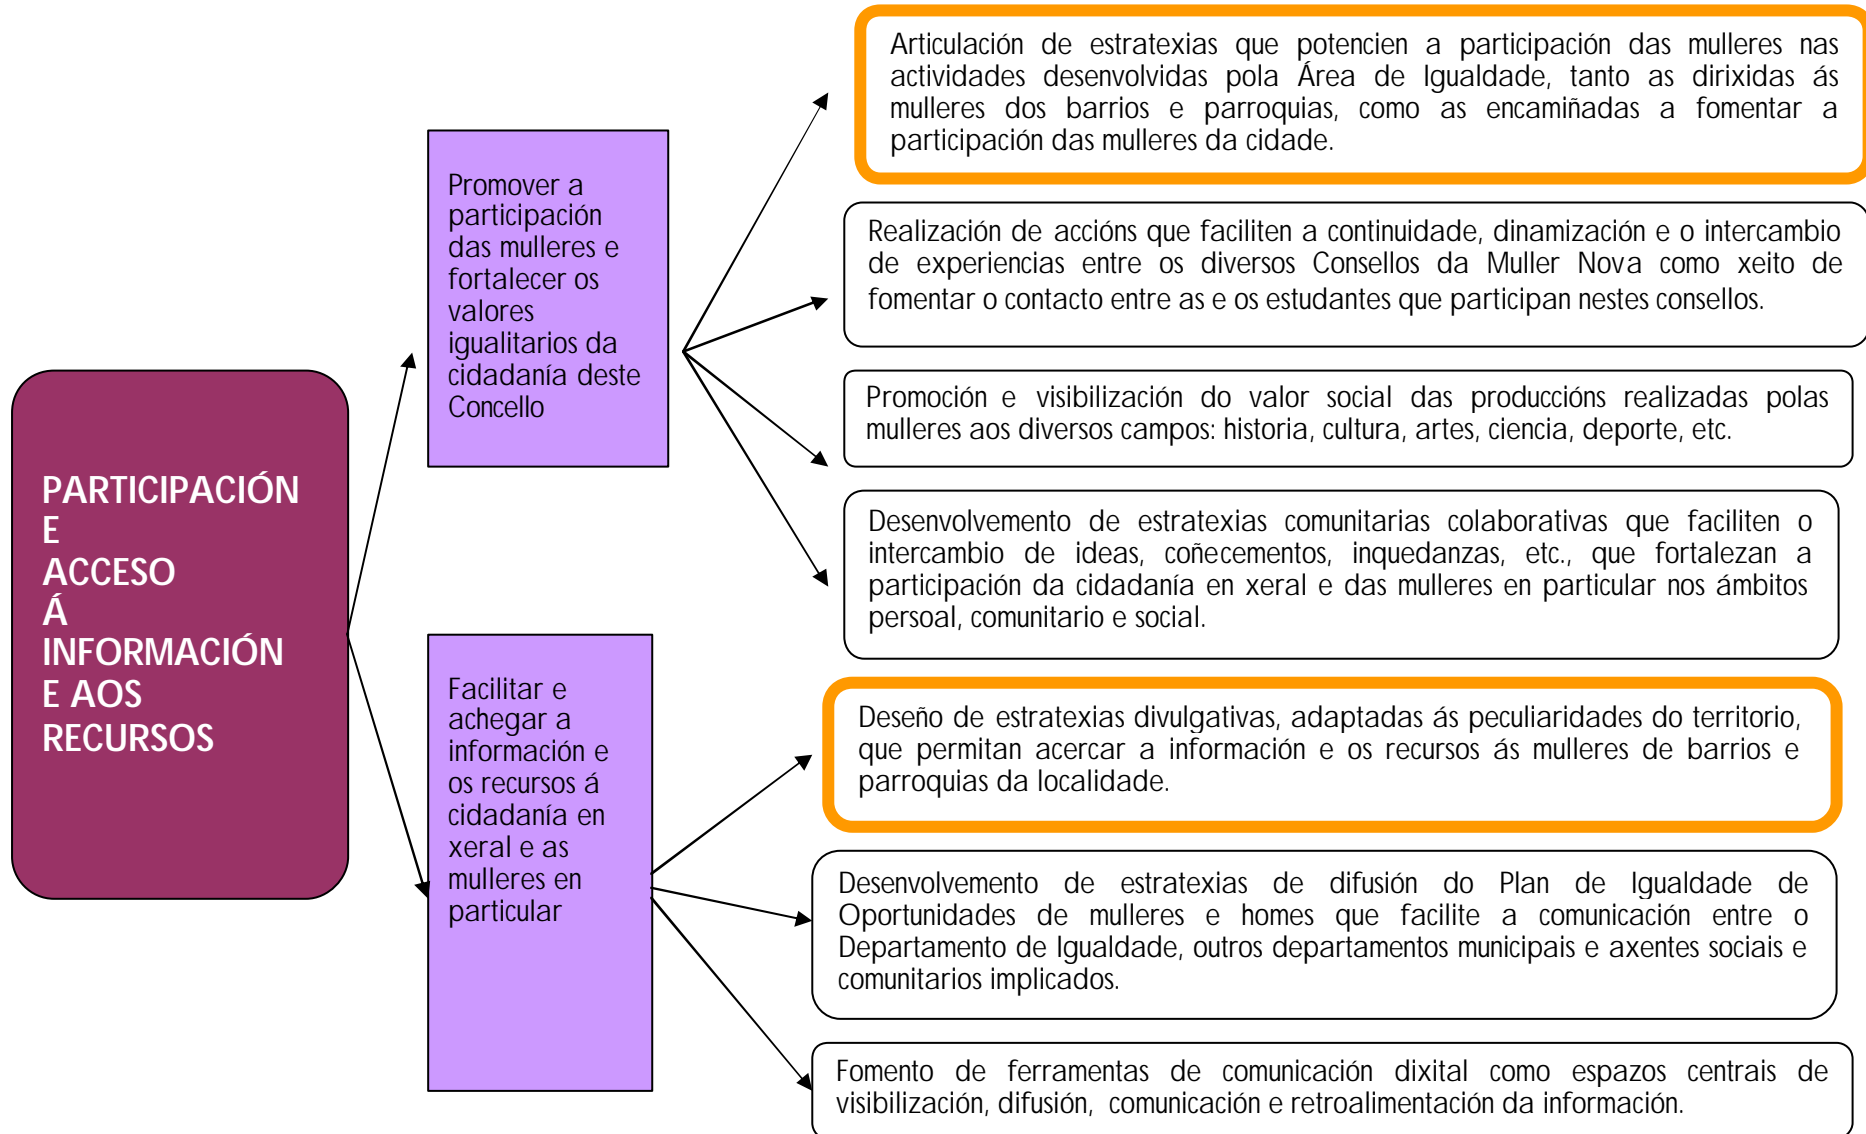 PARTICIPACIÓN
E
ACCESO
Á
INFORMACIÓN
E AOS
RECURSOS
Promover a
participación
das mulleres e
fortalecer os
valores
igualitarios da
cidadanía deste
Concello
Articulación de estratexias que potencien a participación das mulleres nas
actividades desenvolvidas pola Área de Igualdade, tanto as dirixidas ás
mulleres dos barrios e parroquias, como as encamiñadas a fomentar a
participación das mulleres da cidade.
Realización de accións que faciliten a continuidade, dinamización e o intercambio
de experiencias entre os diversos Consellos da Muller Nova como xeito de
fomentar o contacto entre as e os estudantes que participan nestes consellos.
Promoción e visibilización do valor social das produccións realizadas polas
mulleres aos diversos campos: historia, cultura, artes, ciencia, deporte, etc.
Desenvolvemento de estratexias comunitarias colaborativas que faciliten o
intercambio de ideas, coñecementos, inquedanzas, etc., que fortalezan a
participación da cidadanía en xeral e das mulleres en particular nos ámbitos
persoal, comunitario e social.
Facilitar e
achegar a
información e
os recursos á
cidadanía en
xeral e as
mulleres en
particular
Deseño de estratexias divulgativas, adaptadas ás peculiaridades do territorio,
que permitan acercar a información e os recursos ás mulleres de barrios e
parroquias da localidade.
Desenvolvemento de estratexias de difusión do Plan de Igualdade de
Oportunidades de mulleres e homes que facilite a comunicación entre o
Departamento de Igualdade, outros departamentos municipais e axentes sociais e
comunitarios implicados.
Fomento de ferramentas de comunicación dixital como espazos centrais de
visibilización, difusión, comunicación e retroalimentación da información.